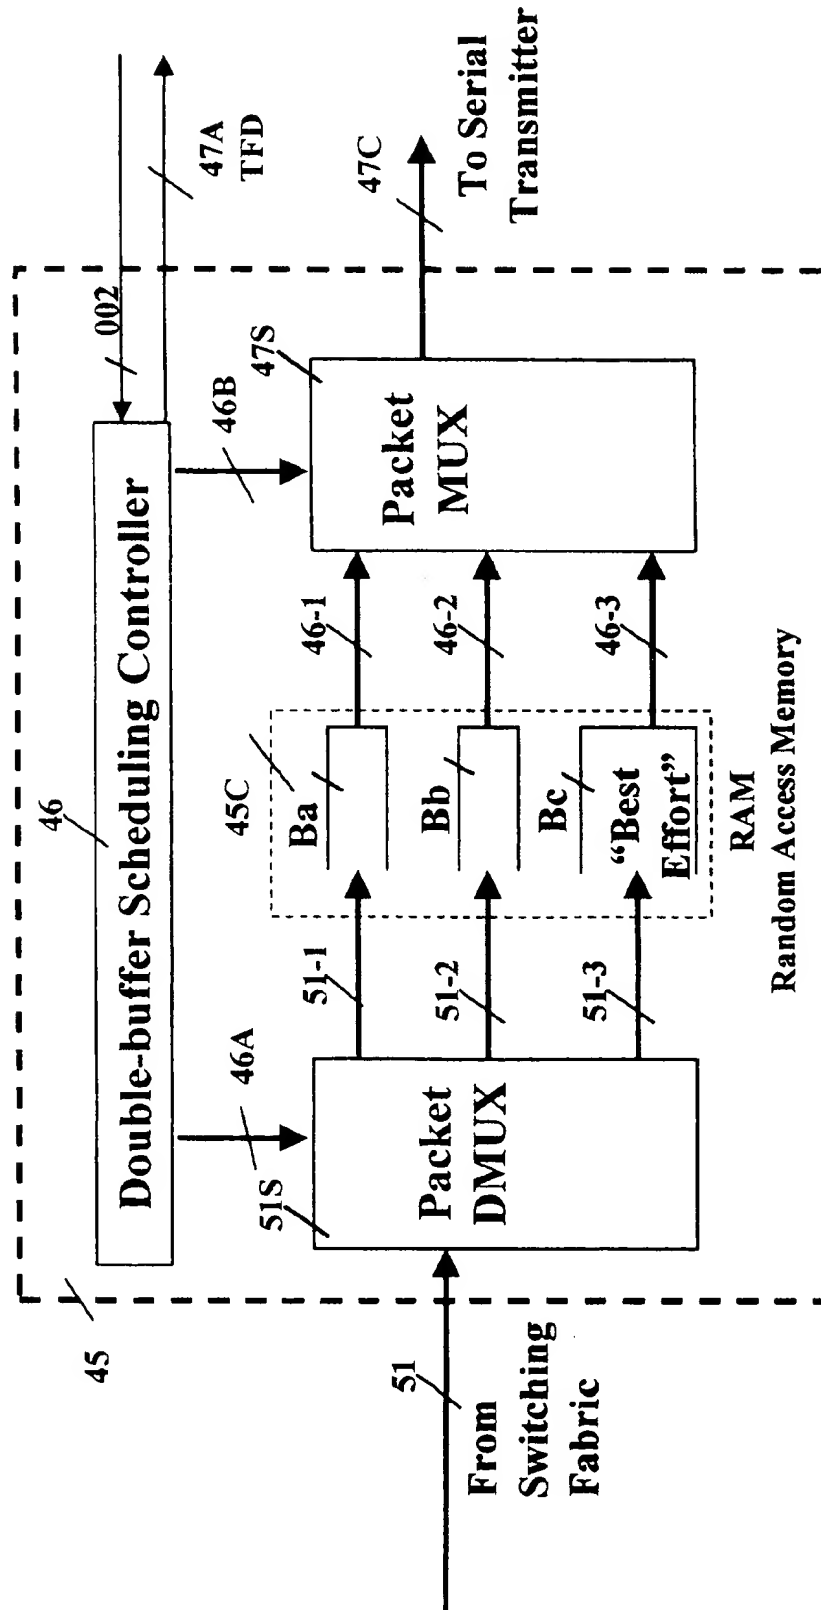 45
46
Double-buffer Scheduling Controller
002
47A
TFD
46A
46B
51
From
Switching
Fabric
51S
Packet
DMUX
51-1
51-2
51-3
45C
Ba
Bb
Bc
“Best
Effort”
RAM
Random Access Memory
46-1
46-2
46-3
47S
Packet
MUX
47C
To Serial
Transmitter